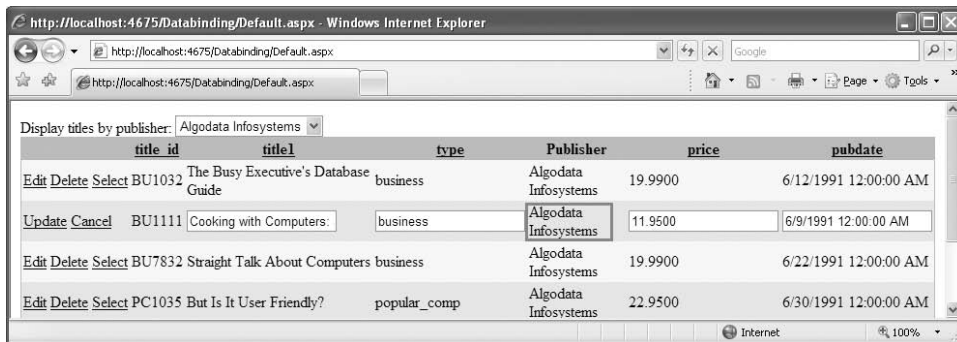 http://localhost:4675/Databinding/Default.aspx - Windows Internet Explorer
http://localhost:4675/Databinding/Default.aspx Google
http://localhost:4675/Databinding/Default.aspx Page Tools »
Display titles by publisher: Algodata Infosystems
title_id title1 type Publisher price pubdate
Edit Delete Select BU1032 The Busy Executive's Database Guide business Algodata Infosystems 19.9900 6/12/1991 12:00:00 AM
Update Cancel BU1111 Cooking with Computers: business Algodata Infosystems 11.9500 6/9/1991 12:00:00 AM
Edit Delete Select BU7832 Straight Talk About Computers business Algodata Infosystems 19.9900 6/22/1991 12:00:00 AM
Edit Delete Select PC1035 But Is It User Friendly? popular_comp Algodata Infosystems 22.9500 6/30/1991 12:00:00 AM
Internet 100%